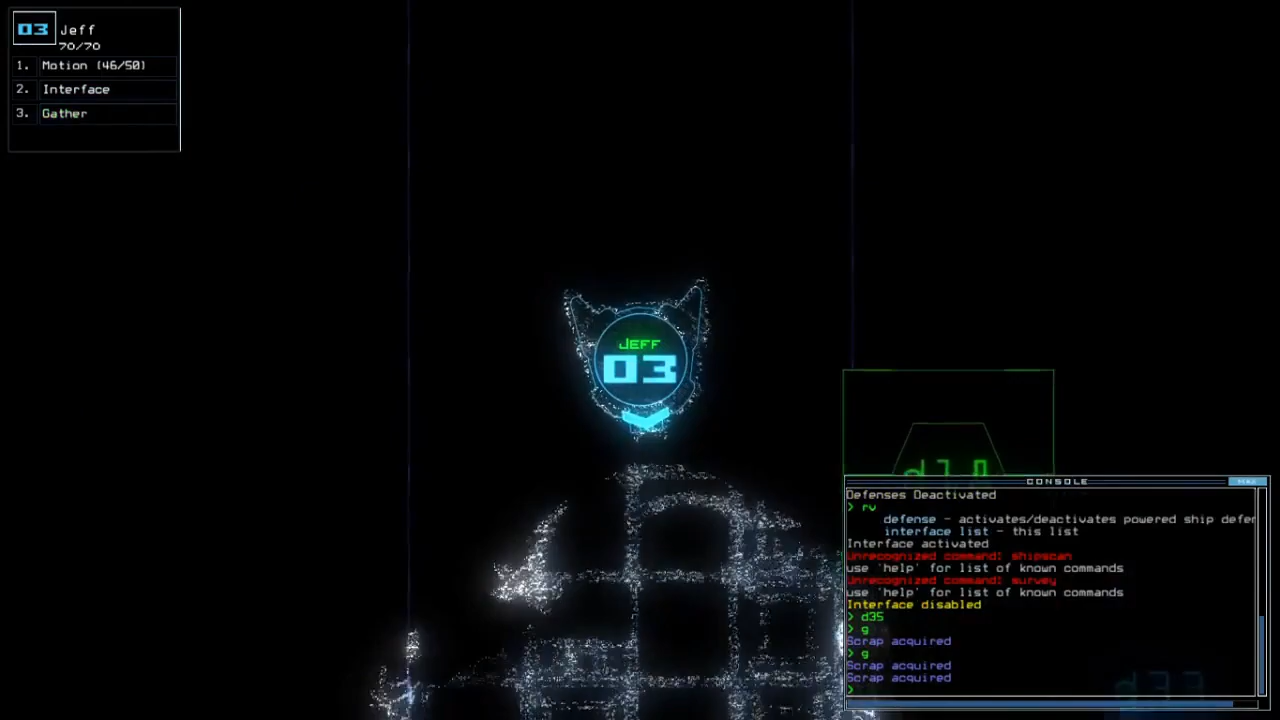 03 Jeff
70/70
1. Motion (46/50)
2. Interface
3. Gather
JEFF
03
CONSOLE
Defenses Deactivated
> rv
defense - activates/deactivates powered ship defer
interface list - this list
Interface activated
Unrecognized command: shipscan
use 'help' for list of known commands
Unrecognized command: survey
use 'help' for list of known commands
Interface disabled
> d35
> g
Scrap acquired
> g
Scrap acquired
Scrap acquired
>
d33